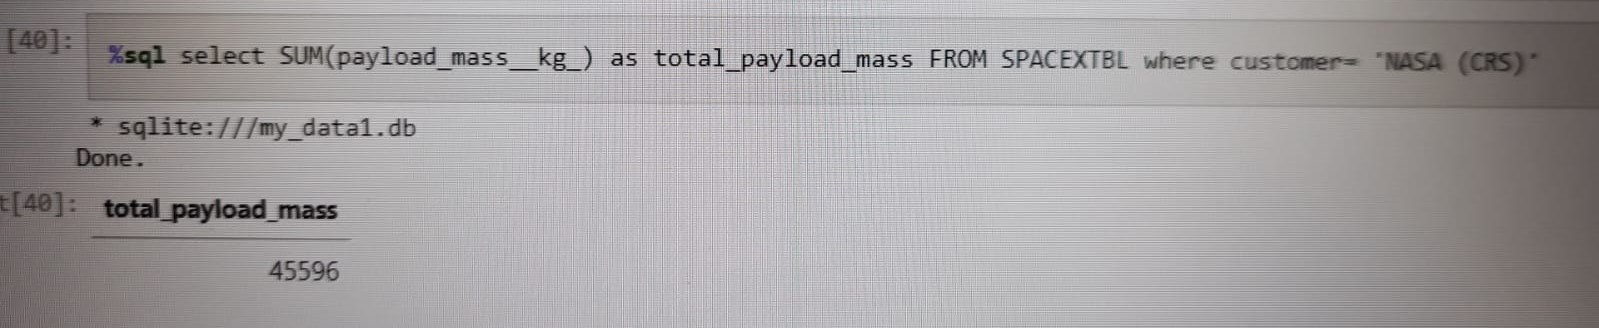 [40]: %sql select SUM(payload_mass__kg_) as total_payload_mass FROM SPACEXTBL where customer= 'NASA (CRS)'
* sqlite:///my_data1.db
Done.
t[40]: total_payload_mass
45596